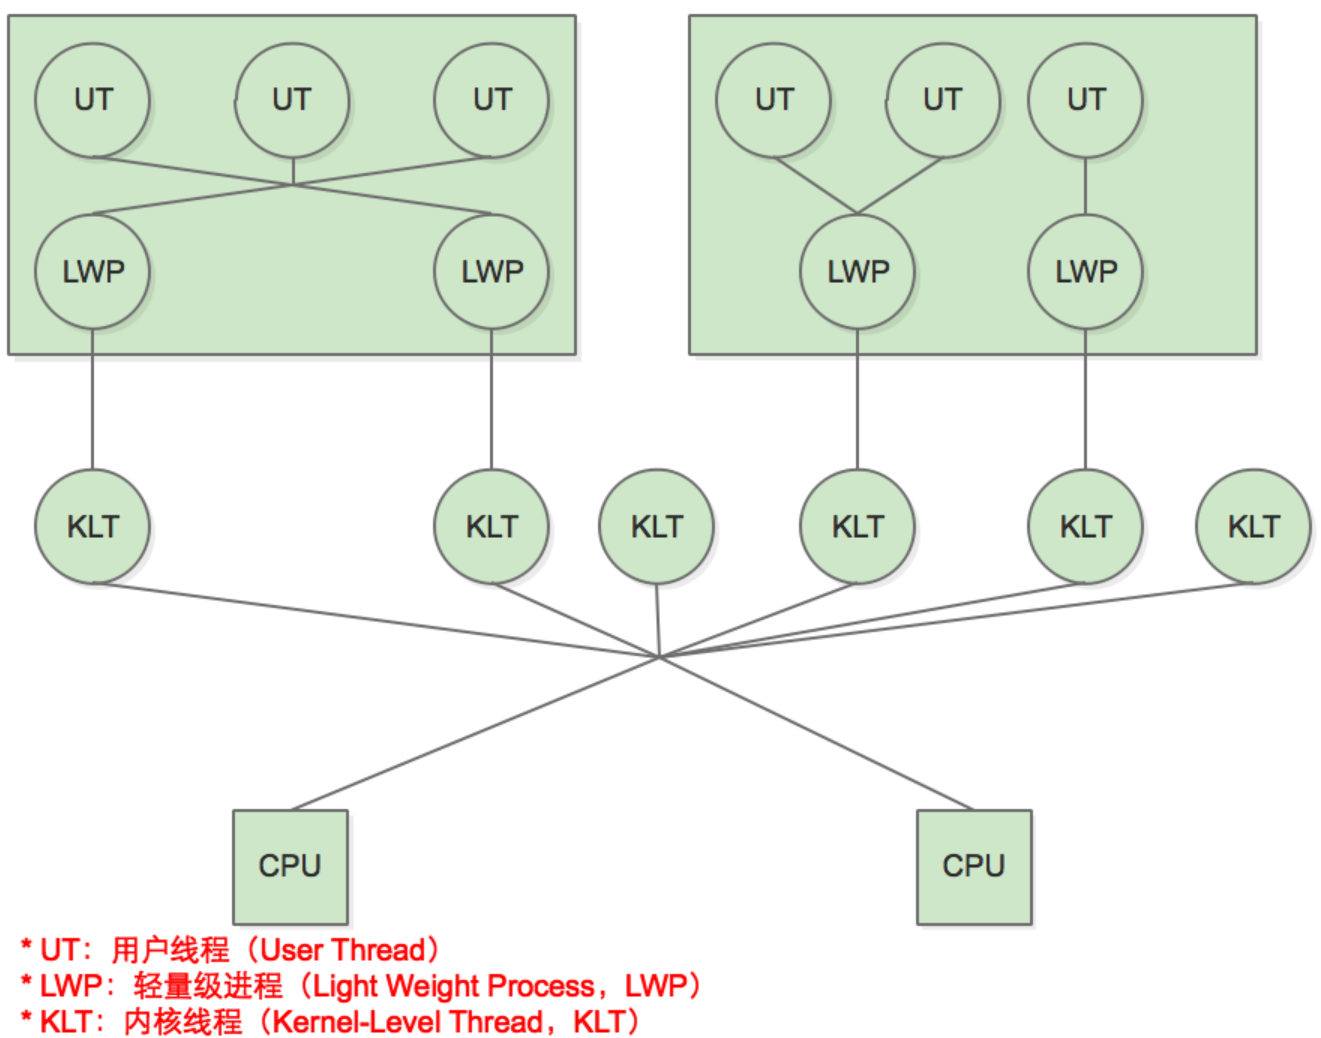 UT UT UT UT UT UT
LWP LWP LWP LWP
KLT KLT KLT KLT KLT KLT
CPU CPU
* UT：用户线程（User Thread）
* LWP：轻量级进程（Light Weight Process，LWP）
* KLT：内核线程（Kernel-Level Thread，KLT）